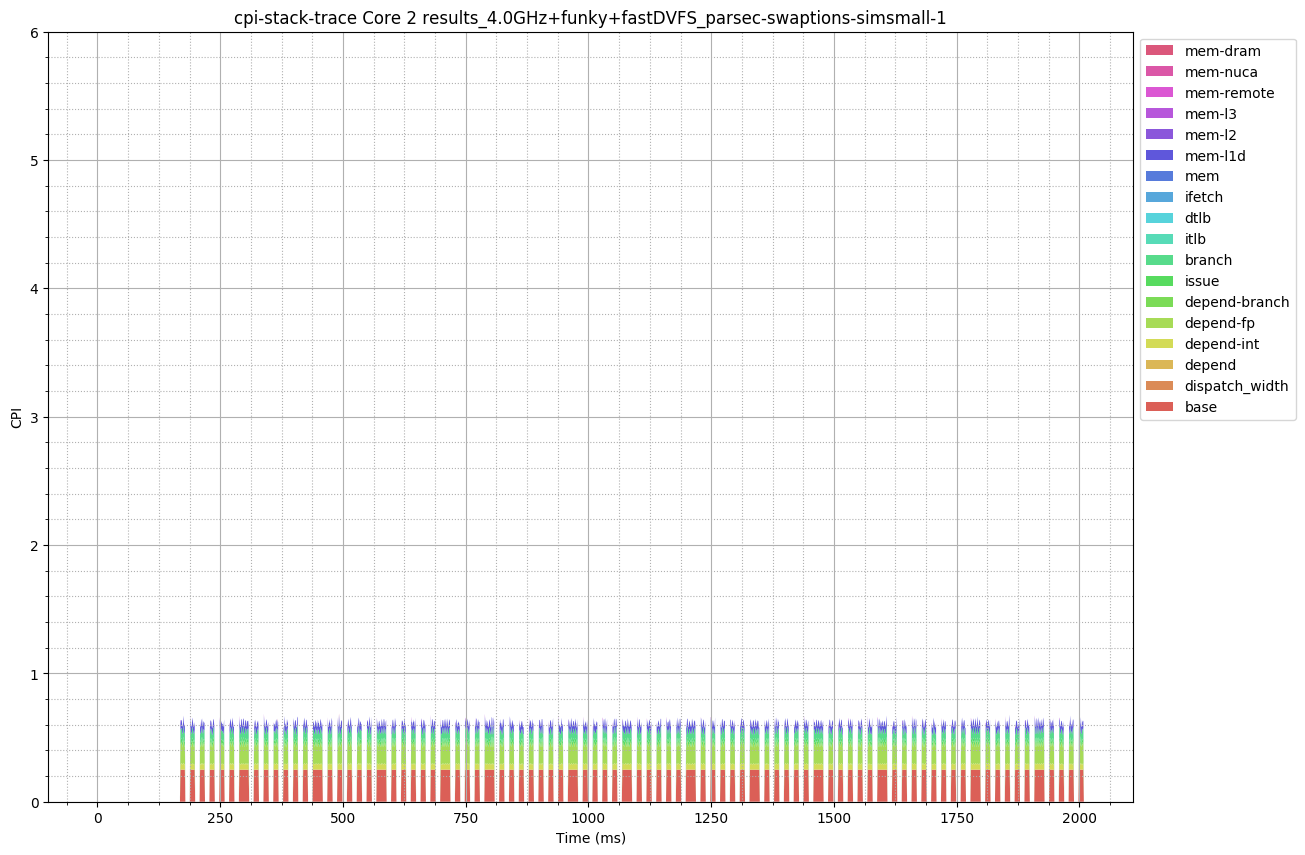 cpi-stack-trace Core 2 results_4.0GHz+funky+fastDVFS_parsec-swaptions-simsmall-1
6
5
4
3
2
1
0
CPI
0 250 500 750 1000 1250 1500 1750 2000
Time (ms)
mem-dram
mem-nuca
mem-remote
mem-l3
mem-l2
mem-l1d
mem
ifetch
dtlb
itlb
branch
issue
depend-branch
depend-fp
depend-int
depend
dispatch_width
base